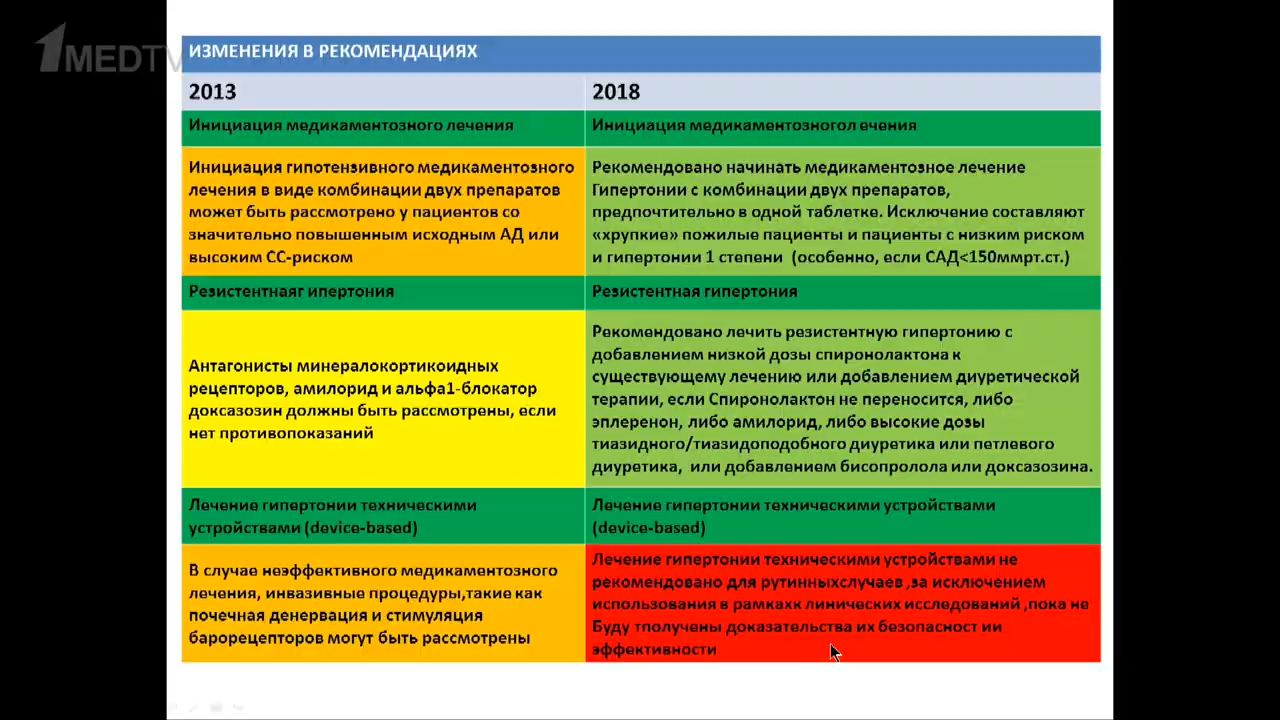 1MEDTV
ИЗМЕНЕНИЯ В РЕКОМЕНДАЦИЯХ
2013
2018
Инициация медикаментозного лечения
Инициация медикаментозногол ечения
Инициация гипотензивного медикаментозного
лечения в виде комбинации двух препаратов
может быть рассмотрено у пациентов со
значительно повышенным исходным АД или
высоким СС-риском
Рекомендовано начинать медикаментозное лечение
Гипертонии с комбинации двух препаратов,
предпочтительно в одной таблетке. Исключение составляют
«хрупкие» пожилые пациенты и пациенты с низким риском
и гипертонии 1 степени (особенно, если САД<150ммрт.ст.)
Резистентнаяг ипертония
Резистентная гипертония
Антагонисты минералокортикоидных
рецепторов, амилорид и альфа1-блокатор
доксазозин должны быть рассмотрены, если
нет противопоказаний
Рекомендовано лечить резистентную гипертонию с
добавлением низкой дозы спиронолактона к
существующему лечению или добавлением диуретической
терапии, если Спиронолактон не переносится, либо
эплеренон, либо амилорид, либо высокие дозы
тиазидного/тиазидоподобного диуретика или петлевого
диуретика, или добавлением бисопролола или доксазозина.
Лечение гипертонии техническими
устройствами (device-based)
Лечение гипертонии техническими устройствами
(device-based)
В случае неэффективного медикаментозного
лечения, инвазивные процедуры,такие как
почечная денервация и стимуляция
барорецепторов могут быть рассмотрены
Лечение гипертонии техническими устройствами не
рекомендовано для рутинныхслучаев ,за исключением
использования в рамкахк линических исследований ,пока не
Буду тполучены доказательства их безопасност ии
эффективности